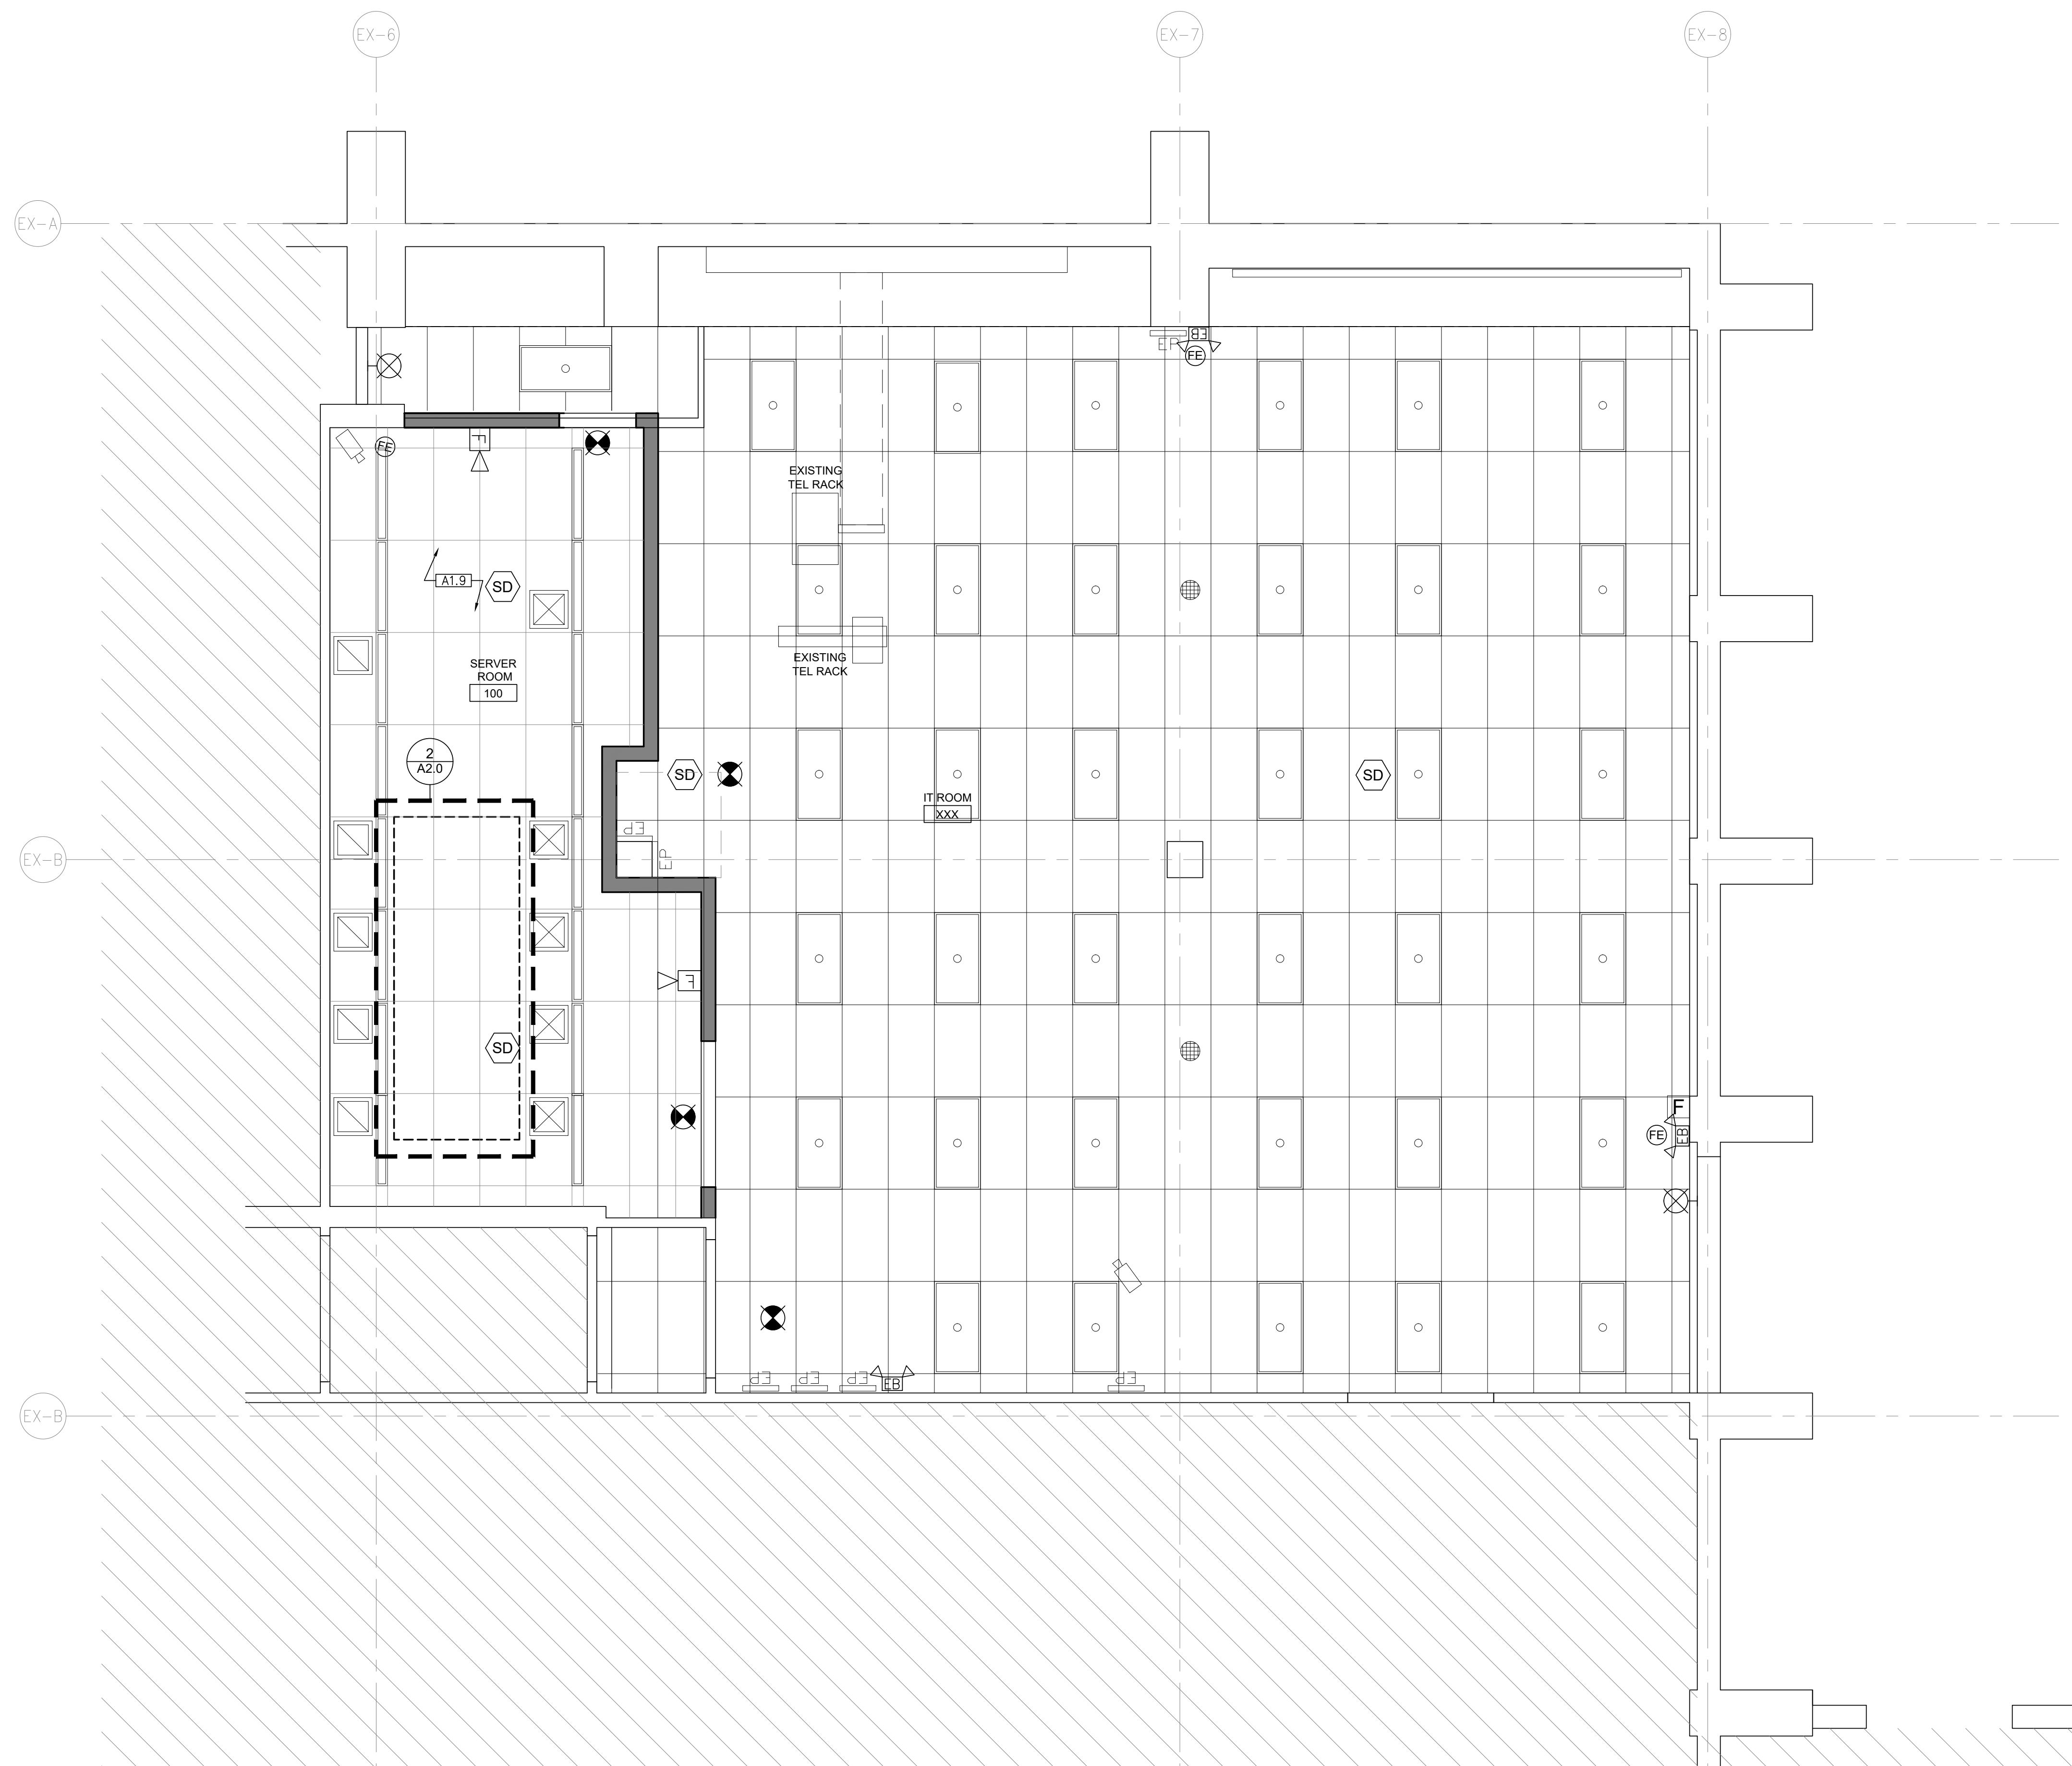 EX-6
EX-7
EX-8
EX-A
EB
EP
FE
FE
F
EXISTING
TEL RACK
A1.9
SD
SERVER
ROOM
100
EXISTING
TEL RACK
2
A2.0
SD
SD
IT ROOM
XXX
EP
EP
EX-B
F
SD
F
FE
EB
EP
EP
EP
EB
EP
EX-B